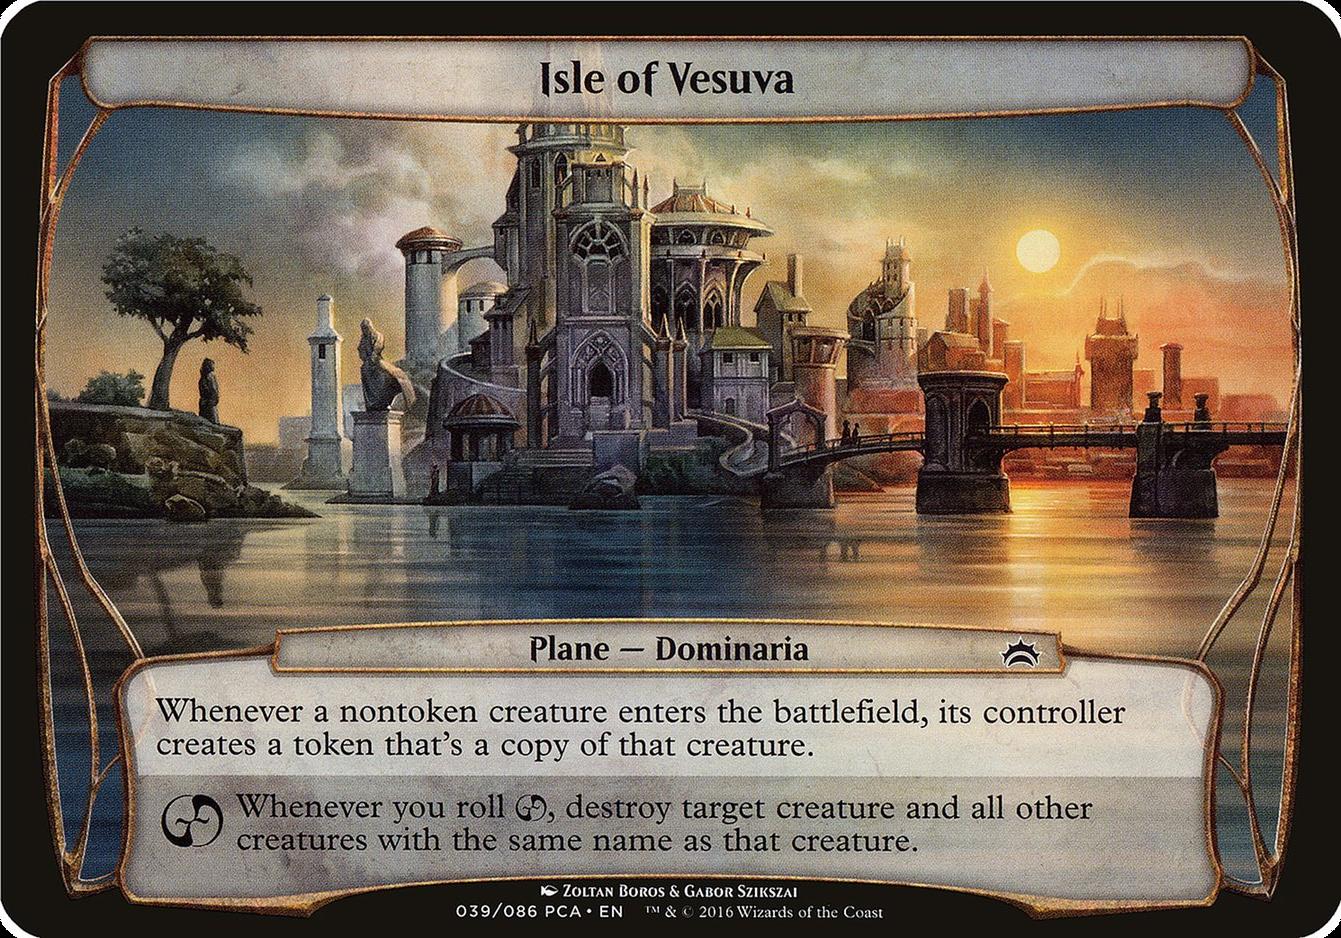 Isle of Vesuva
Plane — Dominaria
Whenever a nontoken creature enters the battlefield, its controller
creates a token that's a copy of that creature.
Whenever you roll , destroy target creature and all other
creatures with the same name as that creature.
Zoltan Boros & Gabor Szikszai
039/086 PCA • EN ™ & © 2016 Wizards of the Coast